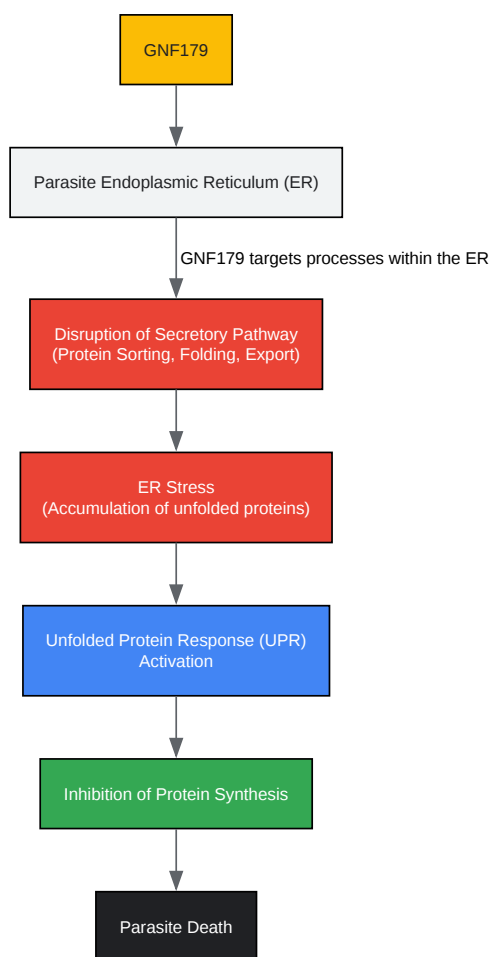 GNF179
Parasite Endoplasmic Reticulum (ER)
GNF179 targets processes within the ER
Disruption of Secretory Pathway
(Protein Sorting, Folding, Export)
ER Stress
(Accumulation of unfolded proteins)
Unfolded Protein Response (UPR)
Activation
Inhibition of Protein Synthesis
Parasite Death